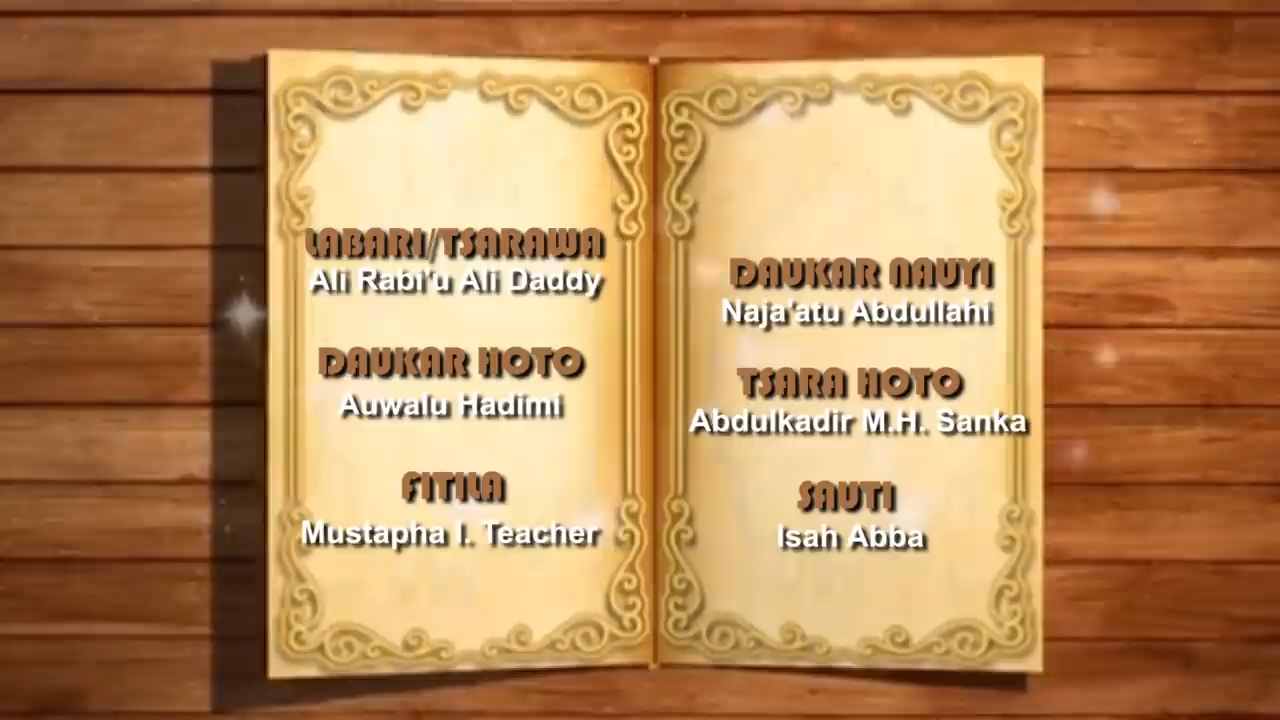 LABARI/TSARAWA
Ali Rabi'u Ali Daddy
DAUKAR HOTO
Auwalu Hadimi
FITILA
Mustapha I. Teacher
DAUKAR NAUYI
Naja'atu Abdullahi
TSARA HOTO
Abdulkadir M.H. Sanka
SAUTI
Isah Abba